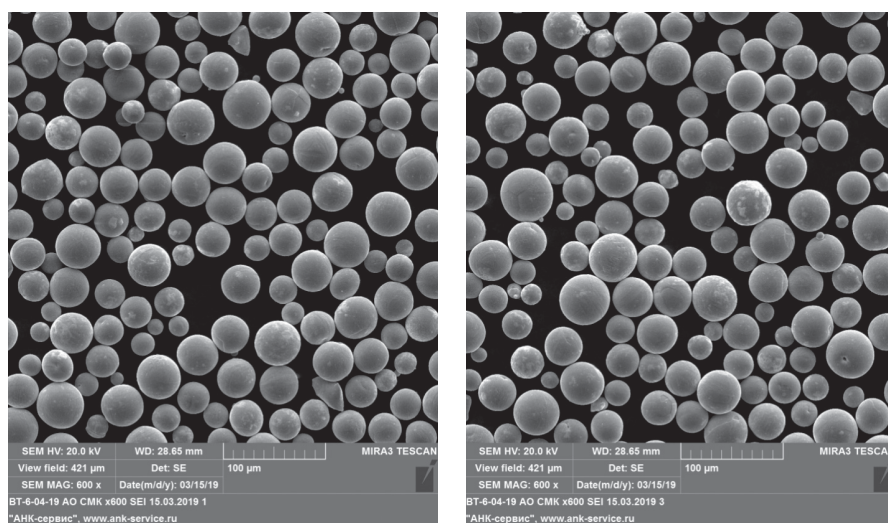 SEM HV: 20.0 kV WD: 28.65 mm MIRA3 TESCAN
View field: 421 µm Det: SE 100 µm
SEM MAG: 600 x Date(m/d/y): 03/15/19
ВТ-6-04-19 АО СМК x600 SEI 15.03.2019 1
"АНК-сервис", www.ank-service.ru
SEM HV: 20.0 kV WD: 28.65 mm MIRA3 TESCA
View field: 421 µm Det: SE 100 µm
SEM MAG: 600 x Date(m/d/y): 03/15/19
ВТ-6-04-19 АО СМК x600 SEI 15.03.2019 3
"АНК-сервис", www.ank-service.ru